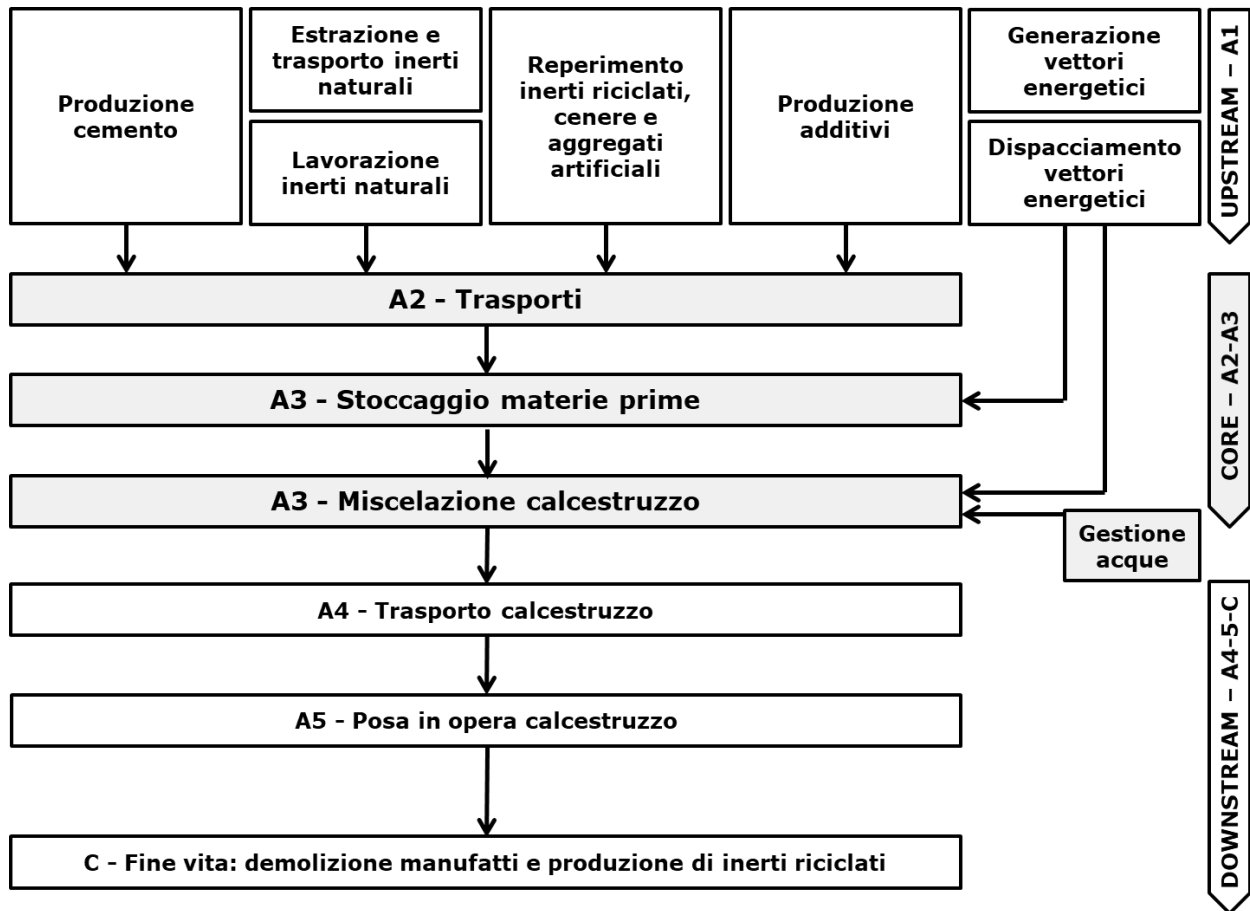 Produzione
cemento
Estrazione e
trasporto inerti
naturali
Lavorazione
inerti naturali
Reperimento
inerti riciclati,
cenere e
aggregati
artificiali
Produzione
additivi
Generazione
vettori
energetici
Dispacciamento
vettori
energetici
UPSTREAM – A1
A2 – Trasporti
A3 – Stoccaggio materie prime
A3 – Miscelazione calcestruzzo
CORE – A2-A3
Gestione
acque
A4 – Trasporto calcestruzzo
A5 – Posa in opera calcestruzzo
C – Fine vita: demolizione manufatti e produzione di inerti riciclati
DOWNSTREAM – A4-5-C